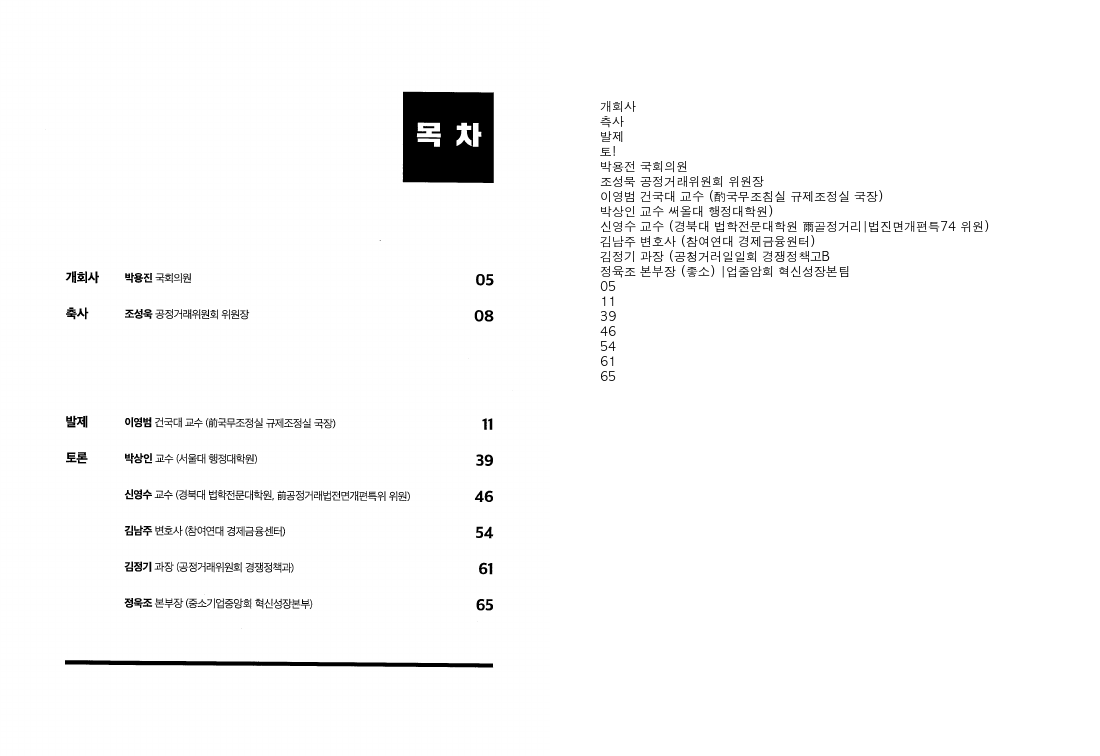 목 차
개회사 박용진 국회의원 05
축사 조성욱 공정거래위원회 위원장 08
발제 이영범 건국대 교수 (前국무조정실 규제조정실 국장) 11
토론 박상인 교수 (서울대 행정대학원) 39
신영수 교수 (경북대 법학전문대학원, 前공정거래법전면개편특위 위원) 46
김남주 변호사 (참여연대 경제금융센터) 54
김정기 과장 (공정거래위원회 경쟁정책과) 61
정욱조 본부장 (중소기업중앙회 혁신성장본부) 65
개회사
측사
발제
토!
박용전 국회의원
조성묵 공정거래위원회 위원장
이영범 건국대 교수 (酌국무조침실 규제조정실 국장)
박상인 교수 써울대 행정대학원)
신영수 교수 (경북대 법학전문대학원 爾골정거리|법진면개편특74 위원)
김남주 변호사 (참여연대 경제금융원터)
김정기 과장 (공청거러일일회 경쟁정책고B
정육조 본부장 (좋소) |업줄암회 혁신성장본팀
05
11
39
46
54
61
65